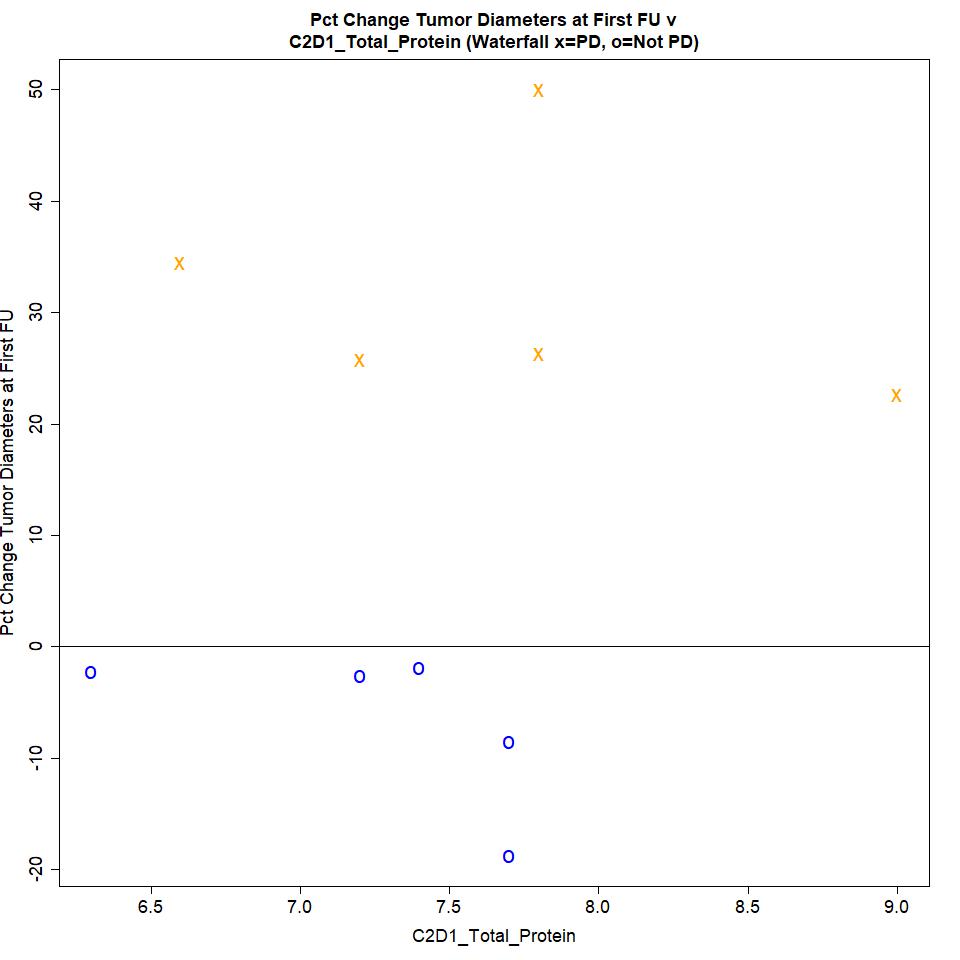 Pct Change Tumor Diameters at First FU v
C2D1_Total_Protein (Waterfall x=PD, o=Not PD)
Pct Change Tumor Diameters at First FU
50
40
30
20
10
0
-10
-20
X
X
X
X
X
O
O
O
O
O
6.5
7.0
7.5
8.0
8.5
9.0
C2D1_Total_Protein